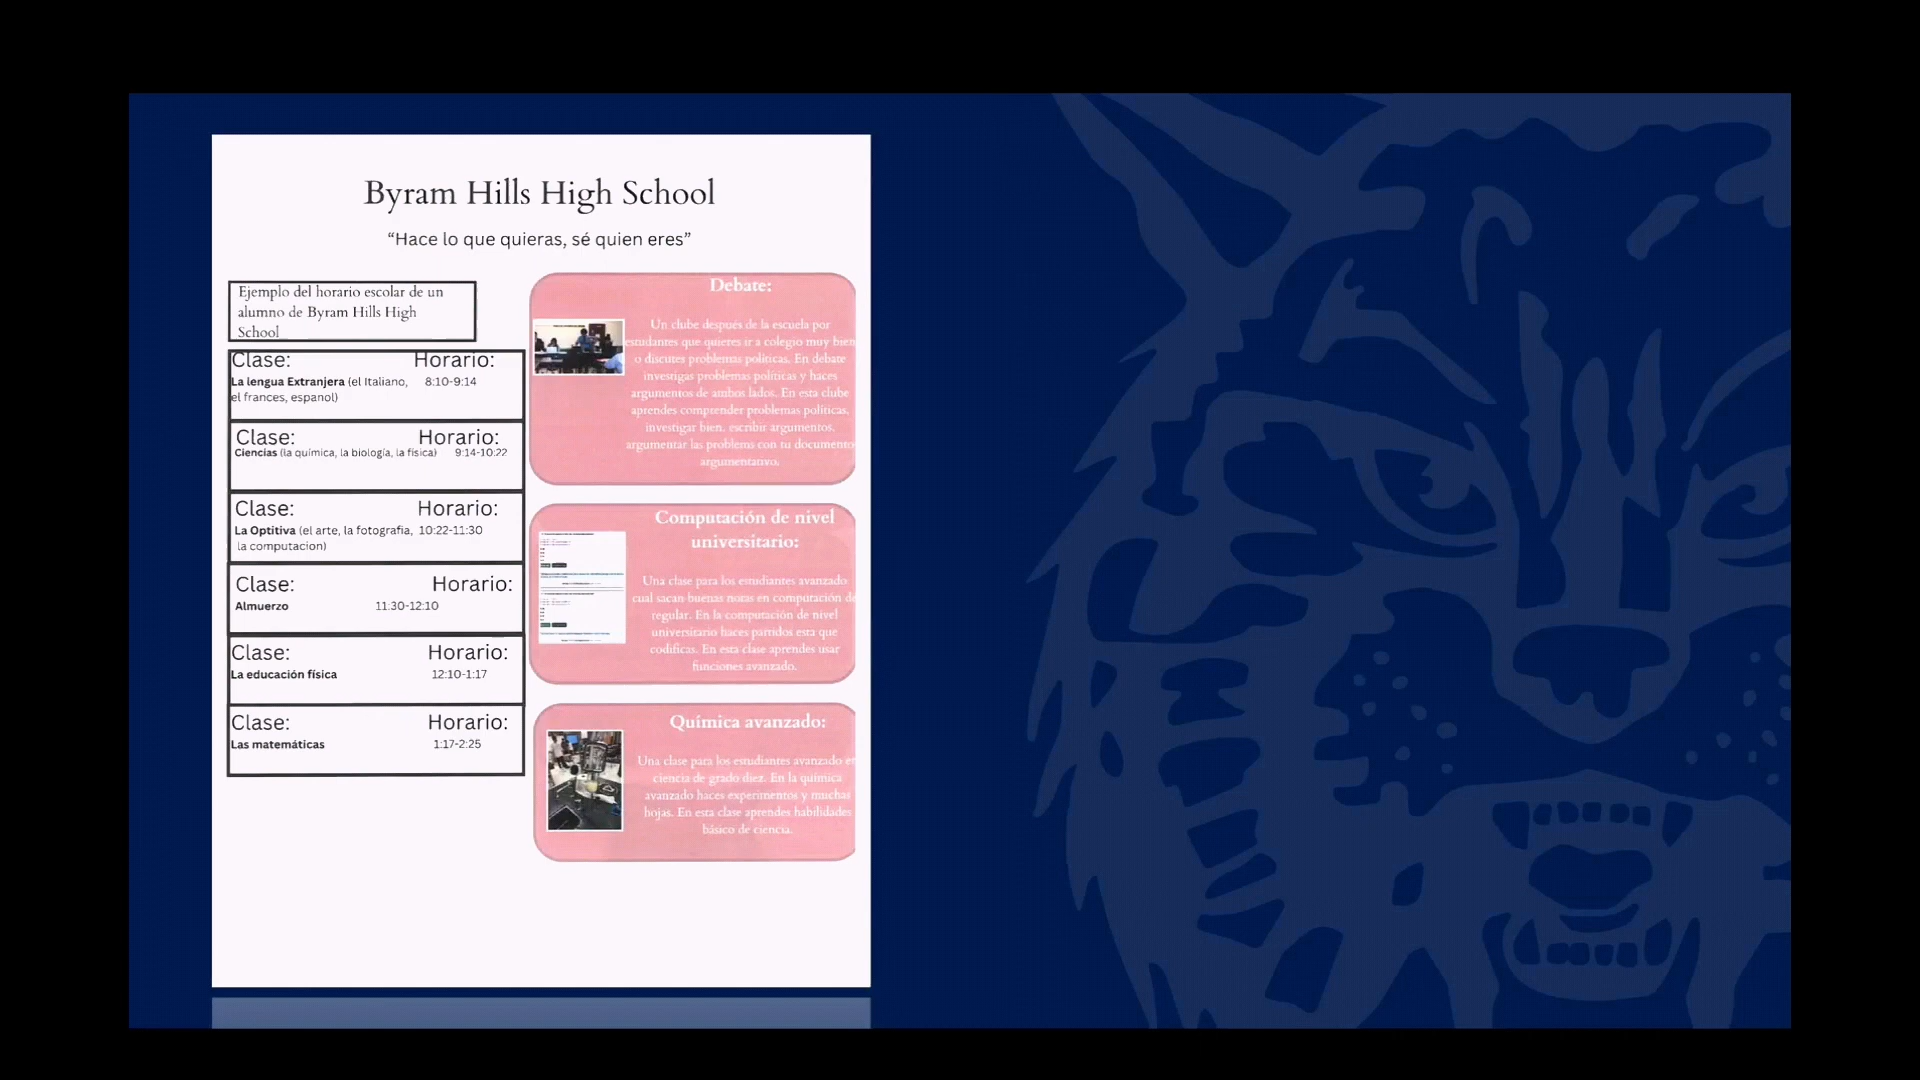 Byram Hills High School
“Hace lo que quieras, sé quien eres”
Ejemplo del horario escolar de un
alumno de Byram Hills High
School
Clase: Horario:
La lengua Extranjera (el Italiano, 8:10-9:14
el frances, espanol)
Clase: Horario:
Ciencias (la química, la biología, la física) 9:14-10:22
Clase: Horario:
La Optitiva (el arte, la fotografia, 10:22-11:30
la computacion)
Clase: Horario:
Almuerzo 11:30-12:10
Clase: Horario:
La educación física 12:10-1:17
Clase: Horario:
Las matemáticas 1:17-2:25
Debate:
Un clube después de la escuela por
estudantes que quieres ir a colegio muy bien
o discutes problemas políticas. En debate
investigas problemas políticos y haces
argumentos de ambos lados. En esta clube
aprendes comprender problemas políticas,
investigar bien, escribir argumentos,
argumentar las problems con tu documento
argumentativo.
Computación de nivel
universitario:
Una clase para los estudiantes avanzado
cual sacan buenas notas en computación de
regular. En la computación de nivel
universitario haces partidos esta que
codificas. En esta clase aprendes usar
funciones avanzado.
Química avanzado:
Una clase para los estudiantes avanzado en
ciencia de grado diez. En la química
avanzado haces experimentos y muchas
hojas. En esta clase aprendes habilidades
básico de ciencia.